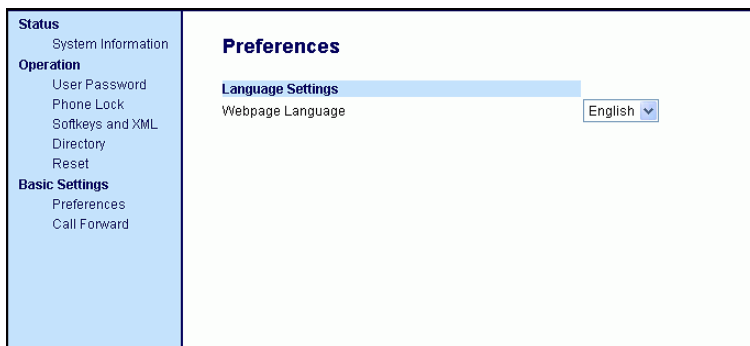 Status
System Information
Operation
User Password
Phone Lock
Softkeys and XML
Directory
Reset
Basic Settings
Preferences
Call Forward
Preferences
Language Settings
Webpage Language English